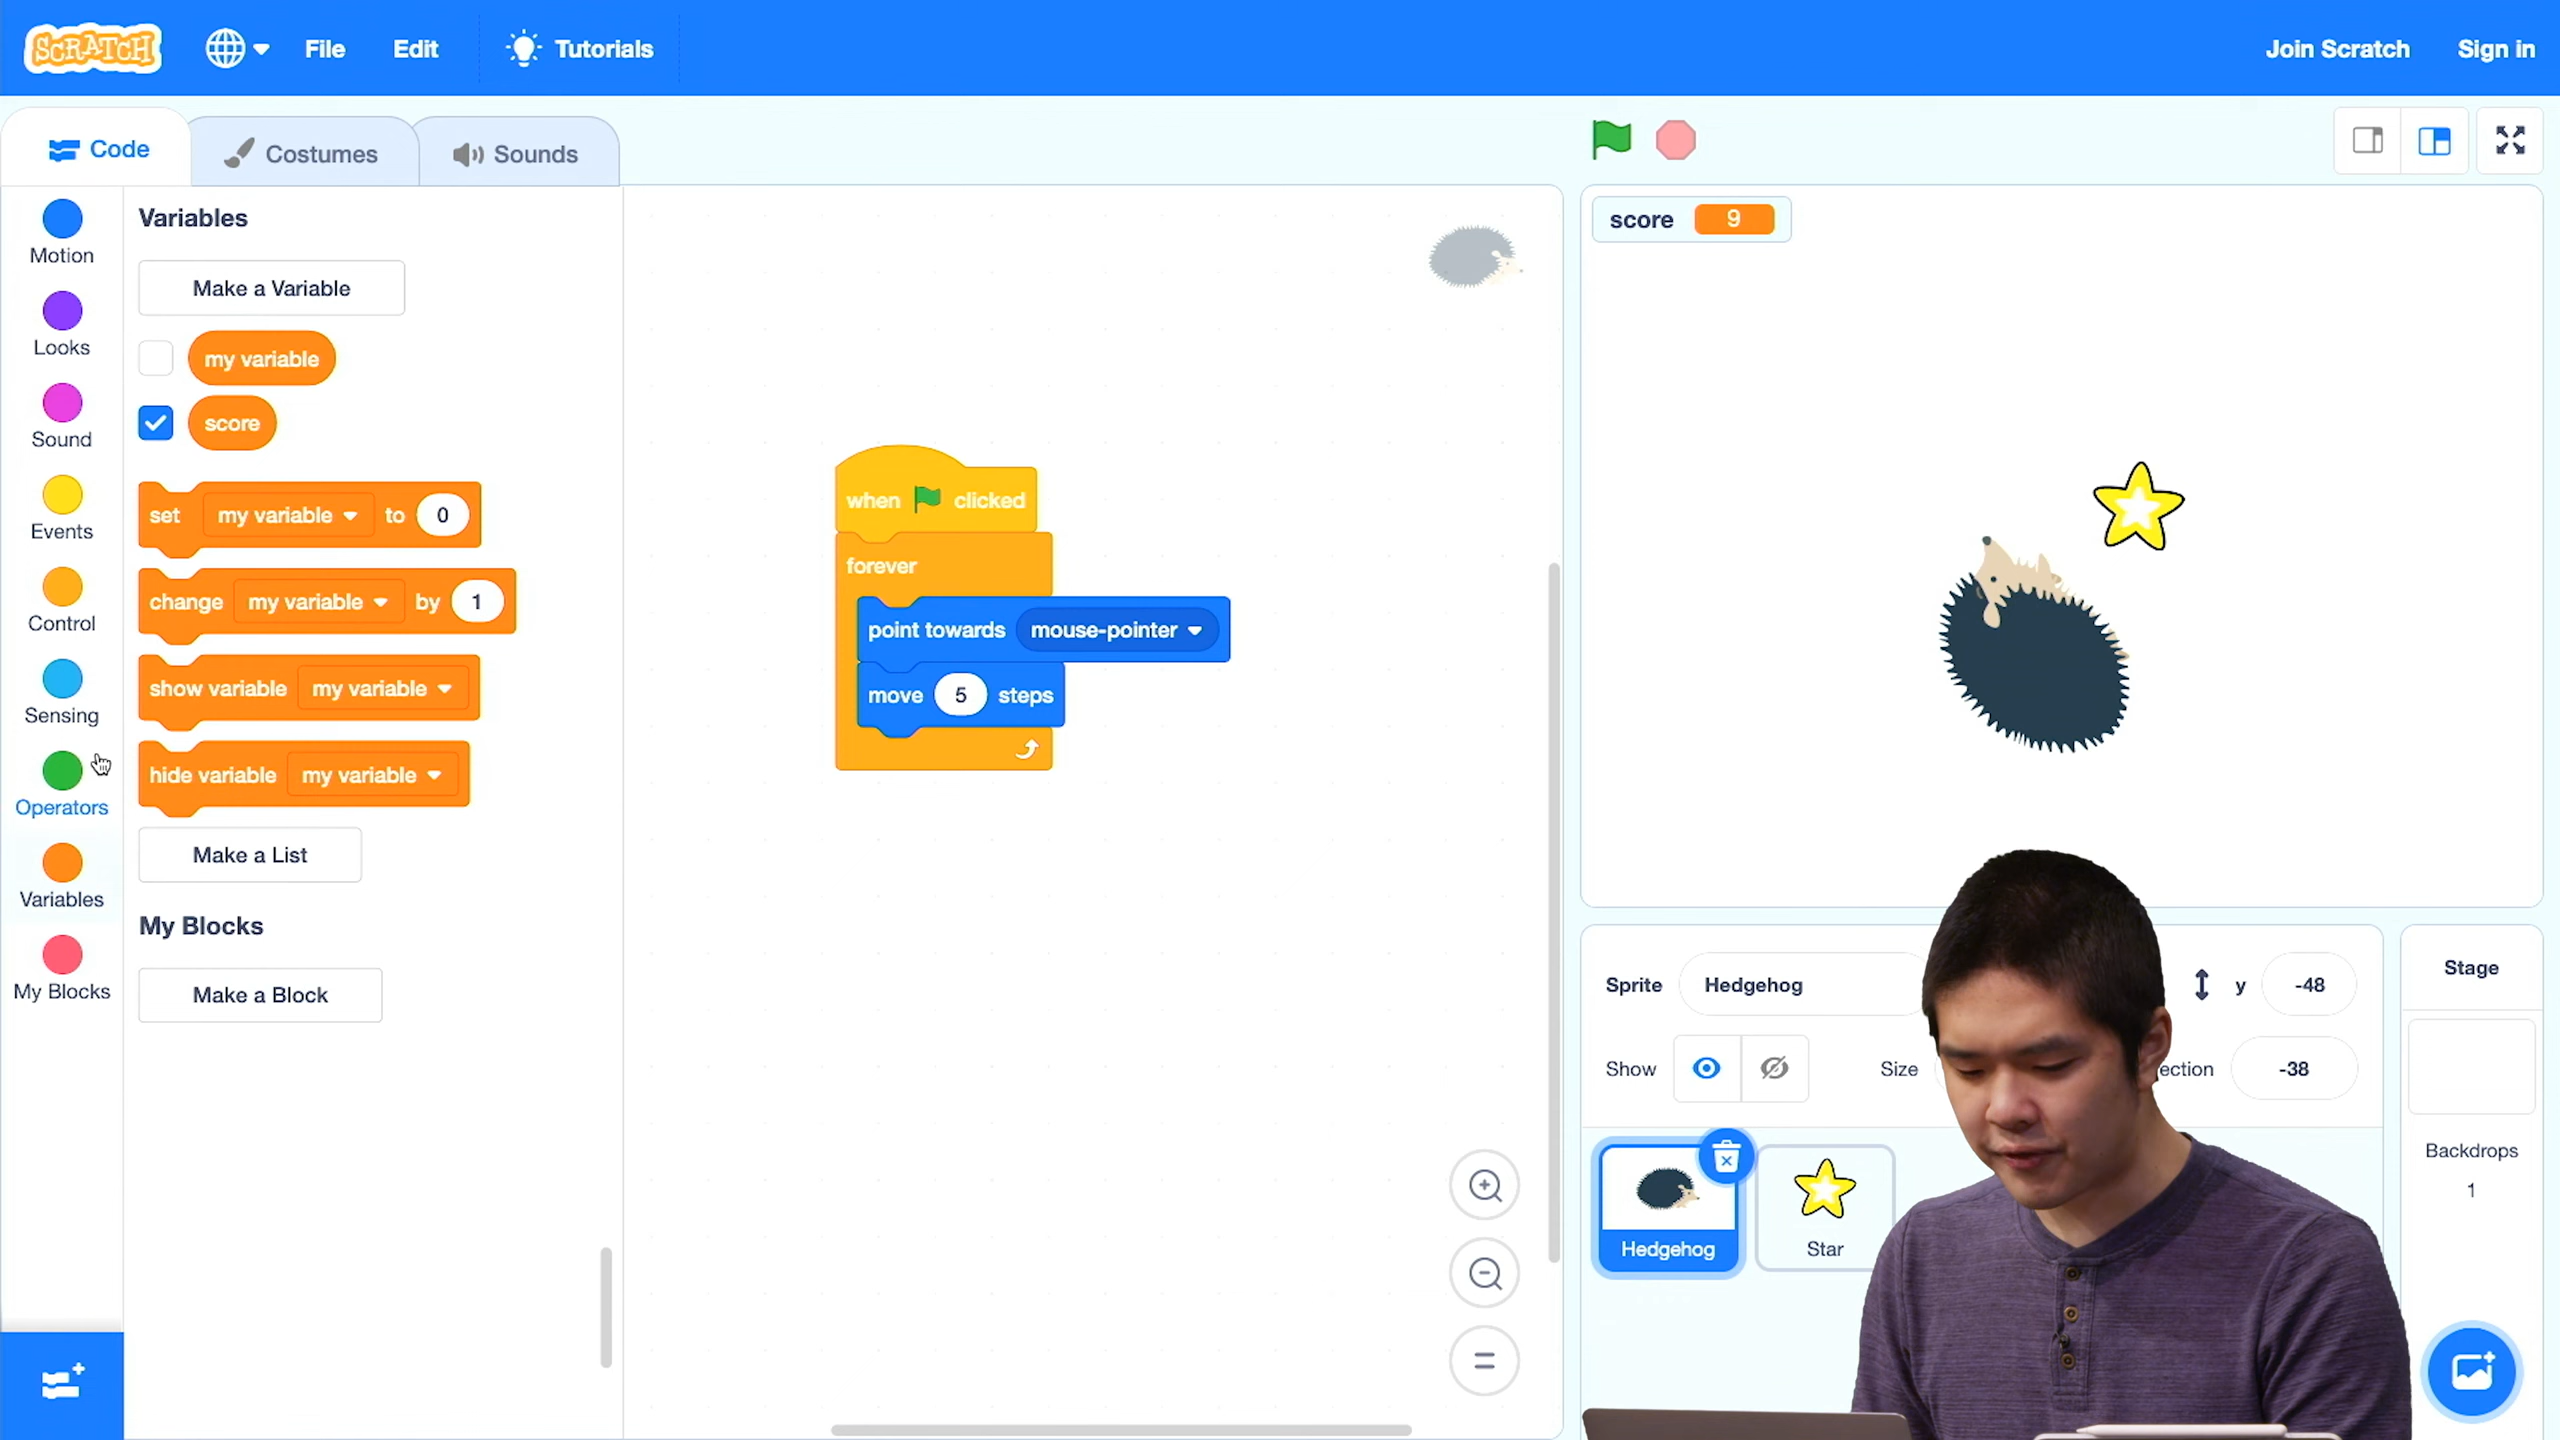 SCRATCH File Edit Tutorials Join Scratch Sign in
Code Costumes Sounds
Motion
Looks
Sound
Events
Control
Sensing
Operators
Variables
My Blocks
Variables
Make a Variable
my variable
score
set my variable to 0
change my variable by 1
show variable my variable
hide variable my variable
Make a List
My Blocks
Make a Block
when clicked
forever
point towards mouse-pointer
move 5 steps
score 9
Sprite Hedgehog y -48
Show Size ection -38
Hedgehog Star
Stage
Backdrops
1